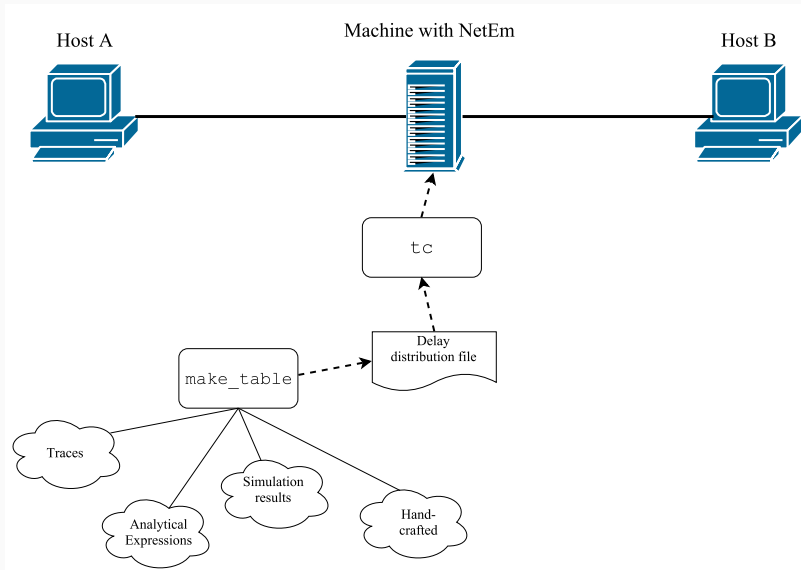 Host A
Machine with NetEm
Host B
tc
Delay
distribution file
make_table
Traces
Simulation
results
Analytical
Expressions
Hand-
crafted